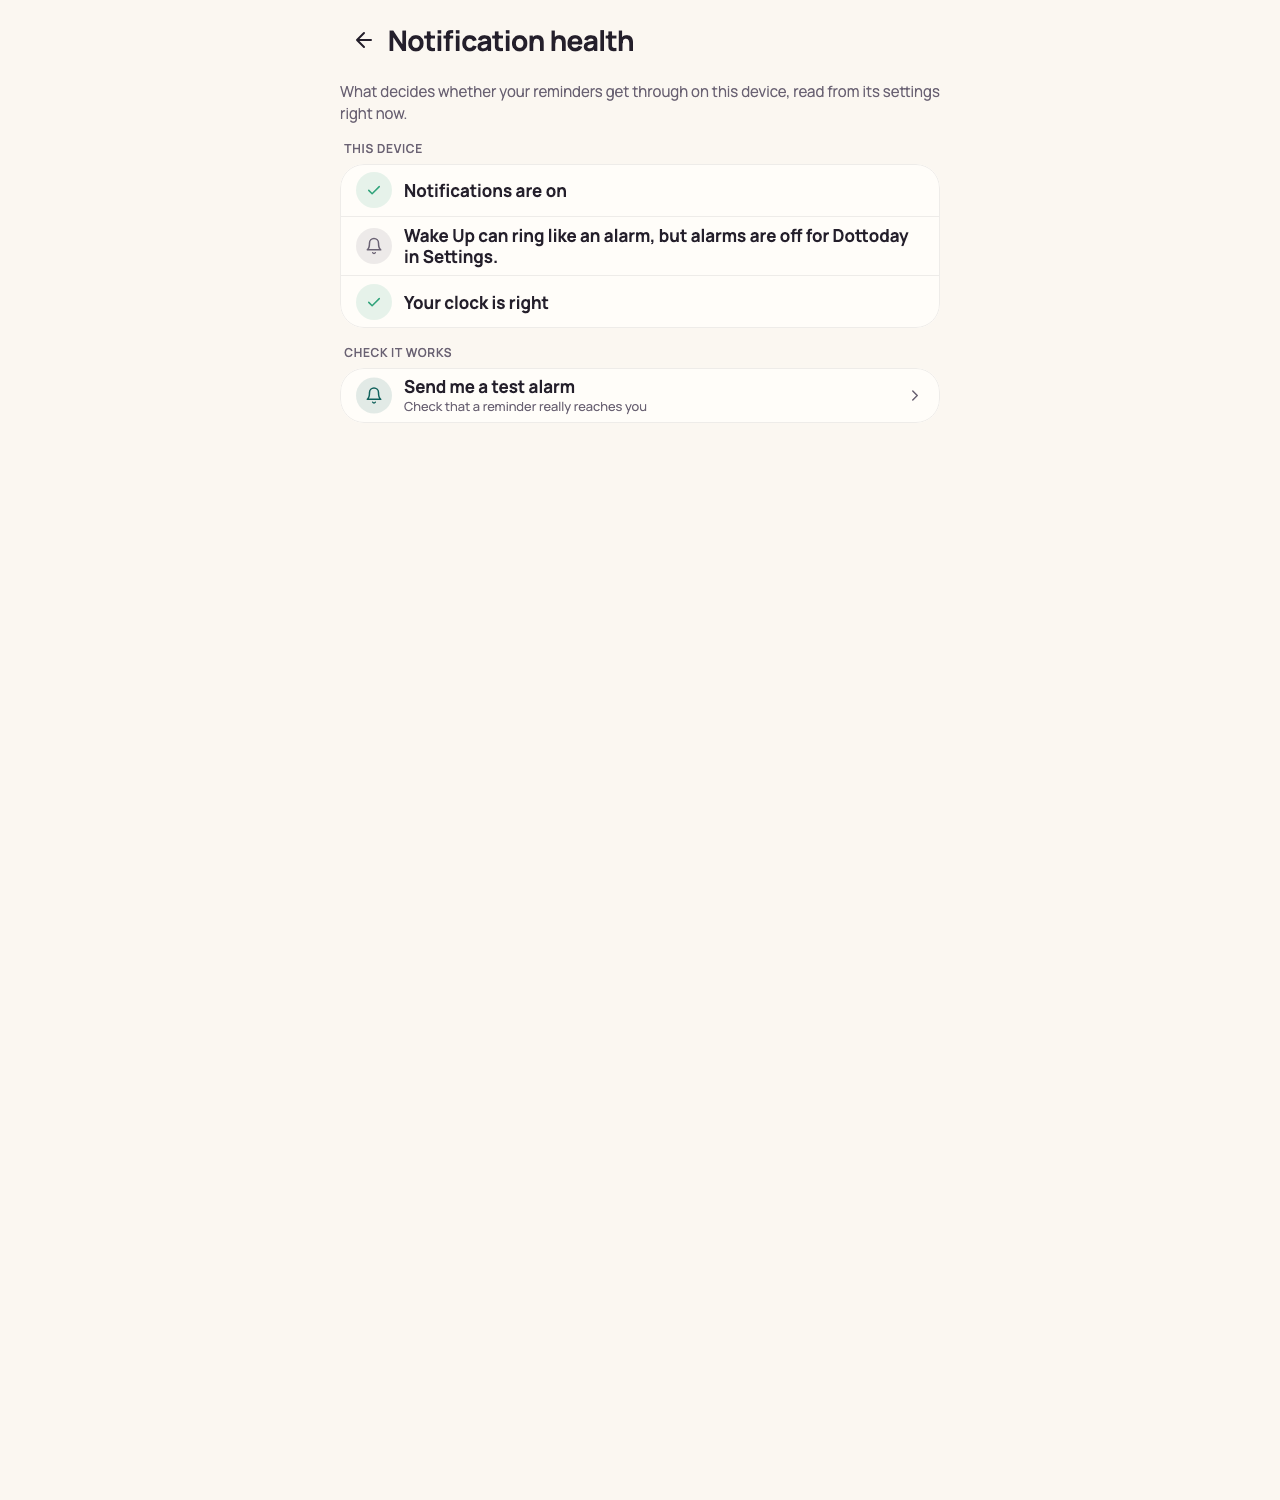 Notification health
What decides whether your reminders get through on this device, read from its settings
right now.
THIS DEVICE
Notifications are on
Wake Up can ring like an alarm, but alarms are off for Dottoday
in Settings.
Your clock is right
CHECK IT WORKS
Send me a test alarm
Check that a reminder really reaches you